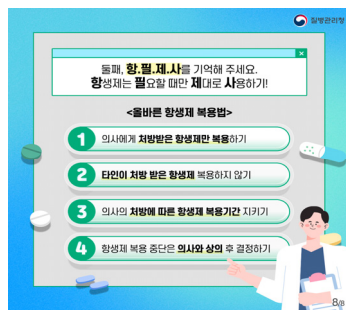 질병관리청
둘째, 항.필.제.사를 기억해 주세요.
항생제는 필요할 때만 제대로 사용하기!
<올바른 항생제 복용법>
1 의사에게 처방받은 항생제만 복용하기
2 타인이 처방 받은 항생제 복용하지 않기
3 의사의 처방에 따른 항생제 복용기간 지키기
4 항생제 복용 중단은 의사와 상의 후 결정하기
8/8